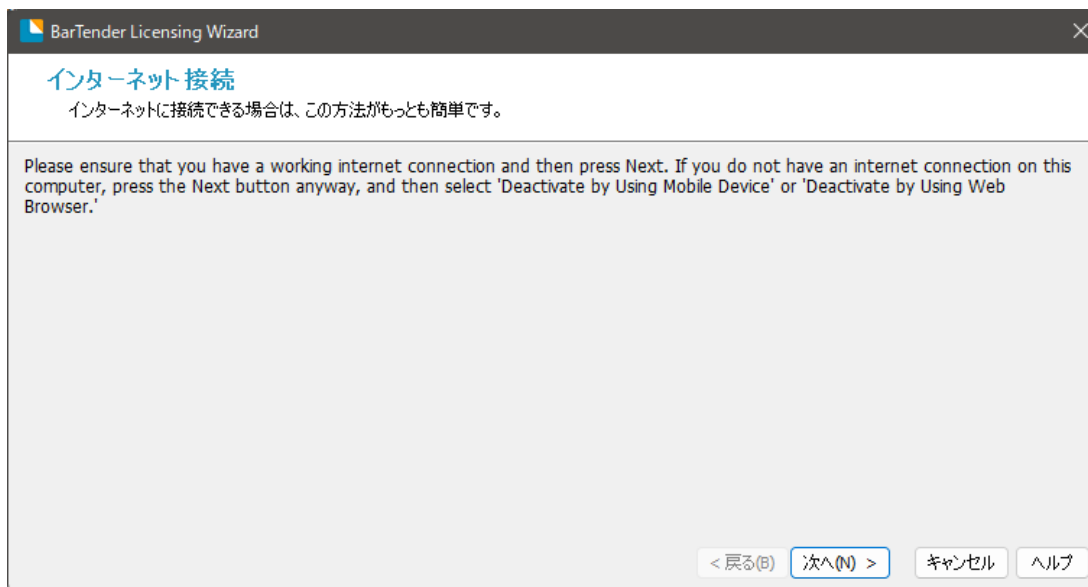 BarTender Licensing Wizard
インターネット接続
インターネットに接続できる場合は、この方法がもっとも簡単です。
Please ensure that you have a working internet connection and then press Next. If you do not have an internet connection on this
computer, press the Next button anyway, and then select 'Deactivate by Using Mobile Device' or 'Deactivate by Using Web
Browser.'
< 戻る(B) 次へ(N) > キャンセル ヘルプ